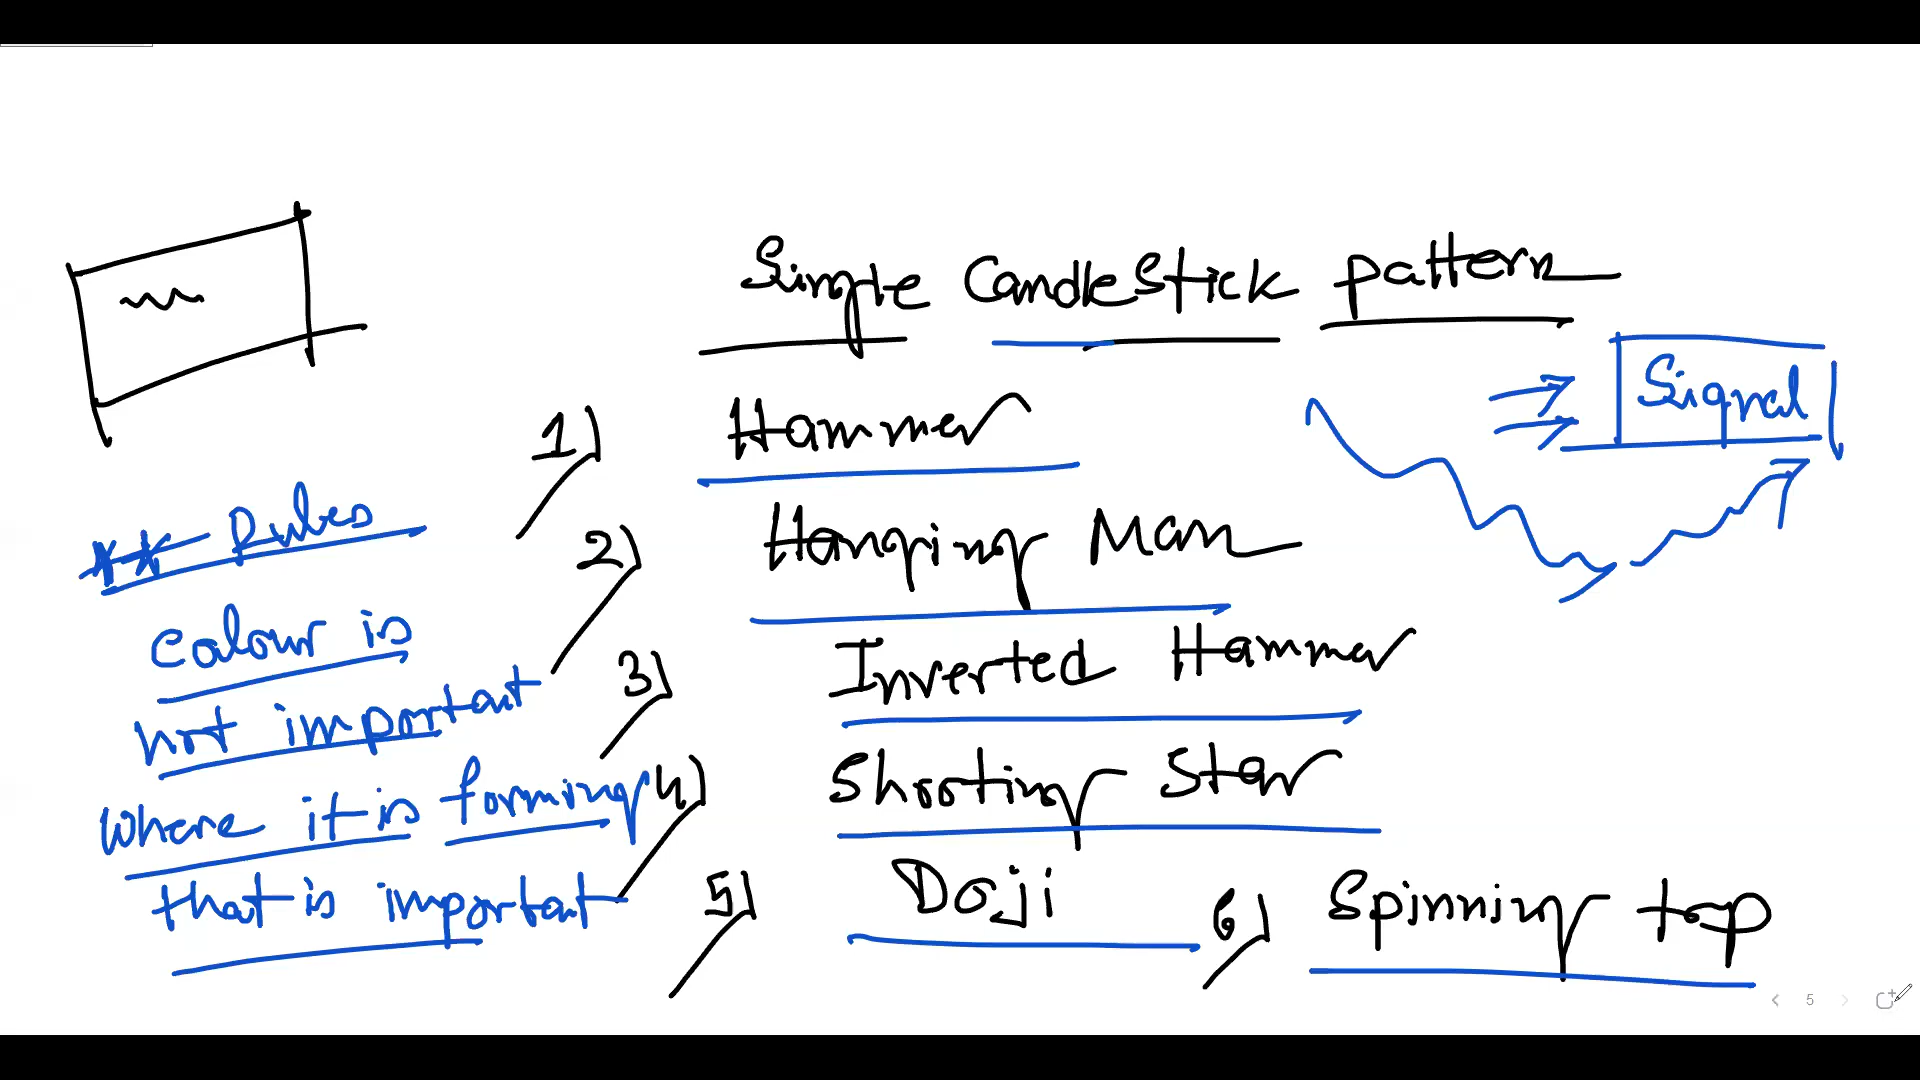 Single Candlestick pattern
Signal
1) Hammer
2) Hanging Man
3) Inverted Hammer
4) Shooting Star
5) Doji
6) Spinning top
** Rules
Colour is
not important
where it is forming
that is important
5